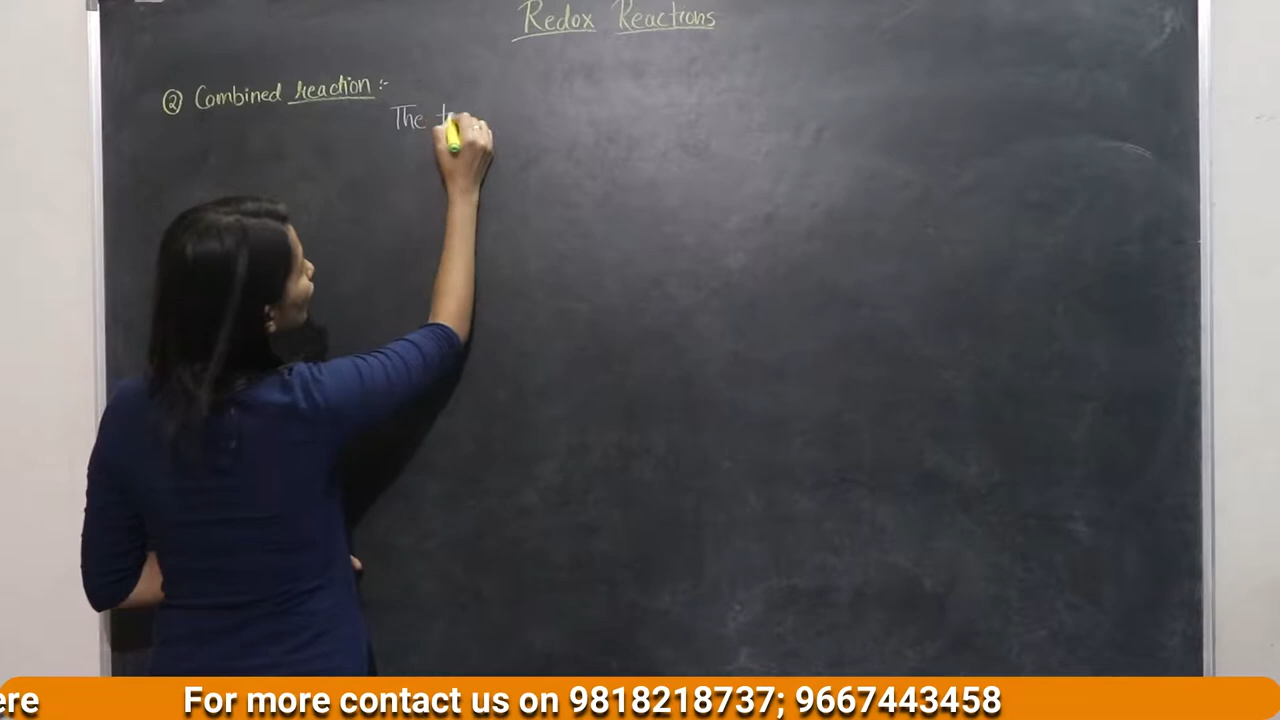 Redox Reactions
② Combined reaction :-
The
ere For more contact us on 9818218737; 9667443458